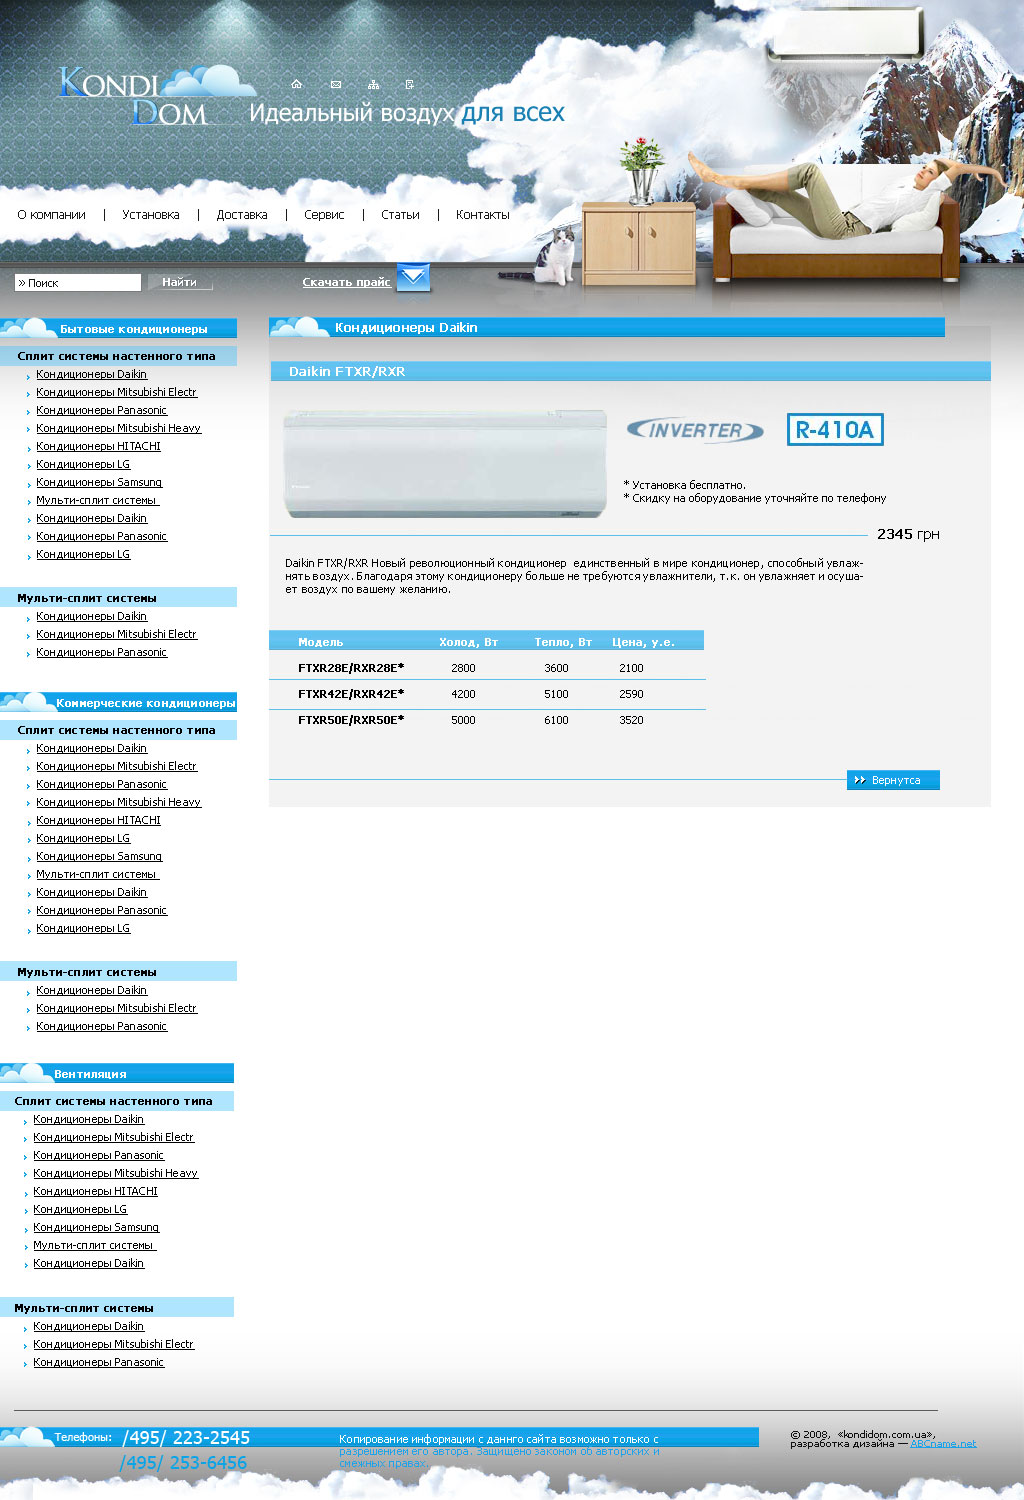 KONDI
DOM
Идеальный воздух для всех
О компании | Установка | Доставка | Сервис | Статьи | Контакты
» Поиск
Найти
Скачать прайс
Бытовые кондиционеры
Сплит системы настенного типа
Кондиционеры Daikin
Кондиционеры Mitsubishi Electr
Кондиционеры Panasonic
Кондиционеры Mitsubishi Heavy
Кондиционеры HITACHI
Кондиционеры LG
Кондиционеры Samsung
Мульти-сплит системы
Кондиционеры Daikin
Кондиционеры Panasonic
Кондиционеры LG
Мульти-сплит системы
Кондиционеры Daikin
Кондиционеры Mitsubishi Electr
Кондиционеры Panasonic
Коммерческие кондиционеры
Сплит системы настенного типа
Кондиционеры Daikin
Кондиционеры Mitsubishi Electr
Кондиционеры Panasonic
Кондиционеры Mitsubishi Heavy
Кондиционеры HITACHI
Кондиционеры LG
Кондиционеры Samsung
Мульти-сплит системы
Кондиционеры Daikin
Кондиционеры Panasonic
Кондиционеры LG
Мульти-сплит системы
Кондиционеры Daikin
Кондиционеры Mitsubishi Electr
Кондиционеры Panasonic
Вентиляция
Сплит системы настенного типа
Кондиционеры Daikin
Кондиционеры Mitsubishi Electr
Кондиционеры Panasonic
Кондиционеры Mitsubishi Heavy
Кондиционеры HITACHI
Кондиционеры LG
Кондиционеры Samsung
Мульти-сплит системы
Кондиционеры Daikin
Мульти-сплит системы
Кондиционеры Daikin
Кондиционеры Mitsubishi Electr
Кондиционеры Panasonic
Кондиционеры Daikin
Daikin FTXR/RXR
INVERTER
R-410A
* Установка бесплатно.
* Скидку на оборудование уточняйте по телефону
2345 грн
Daikin FTXR/RXR Новый революционный кондиционер единственный в мире кондиционер, способный увлаж-
нять воздух. Благодаря этому кондиционеру больше не требуются увлажнители, т.к. он увлажняет и осуша-
ет воздух по вашему желанию.
Модель Холод, Вт Тепло, Вт Цена, у.е.
FTXR28E/RXR28E* 2800 3600 2100
FTXR42E/RXR42E* 4200 5100 2590
FTXR50E/RXR50E* 5000 6100 3520
Вернутса
Телефоны: /495/ 223-2545
/495/ 253-6456
Копирование информации с даннго сайта возможно только с
разрешением его автора. Защищено законом об авторских и
смежных правах.
© 2008, «kondidom.com.ua»,
разработка дизайна — ABCname.net